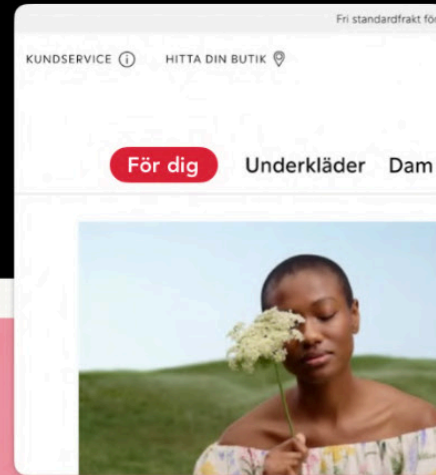 Fri standardfrakt för
KUNDSERVICE HITTA DIN BUTIK
För dig Underkläder Dam